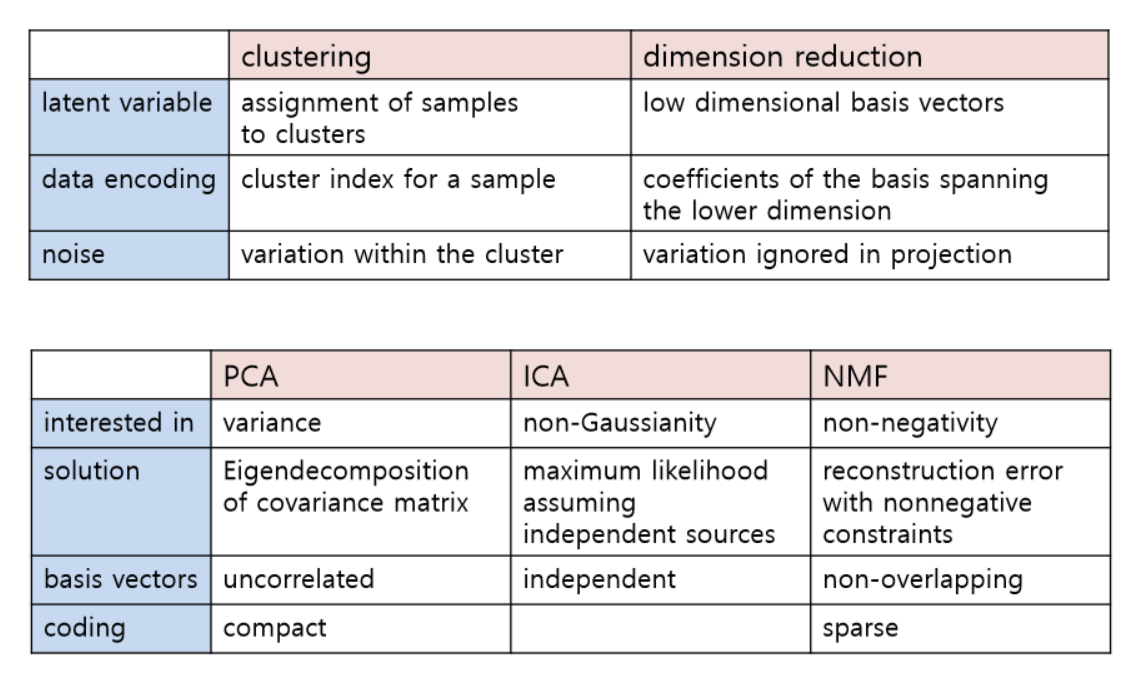 clustering dimension reduction
latent variable assignment of samples low dimensional basis vectors
to clusters
data encoding cluster index for a sample coefficients of the basis spanning
the lower dimension
noise variation within the cluster variation ignored in projection
PCA ICA NMF
interested in variance non-Gaussianity non-negativity
solution Eigendecomposition maximum likelihood reconstruction error
of covariance matrix assuming with nonnegative
independent sources constraints
basis vectors uncorrelated independent non-overlapping
coding compact sparse